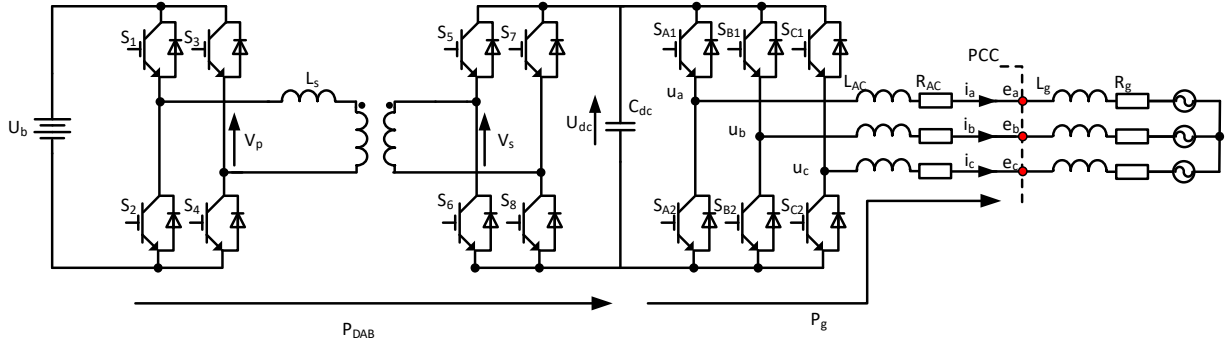 S1 S3 S5 S7 SA1 SB1 SC1
PCC
Ls LAC RAC ia ea Lg Rg
ua
Ub Vp Vs Udc Cdc ub ib eb
uc ic ec
S2 S4 S6 S8 SA2 SB2 SC2
PDAB Pg